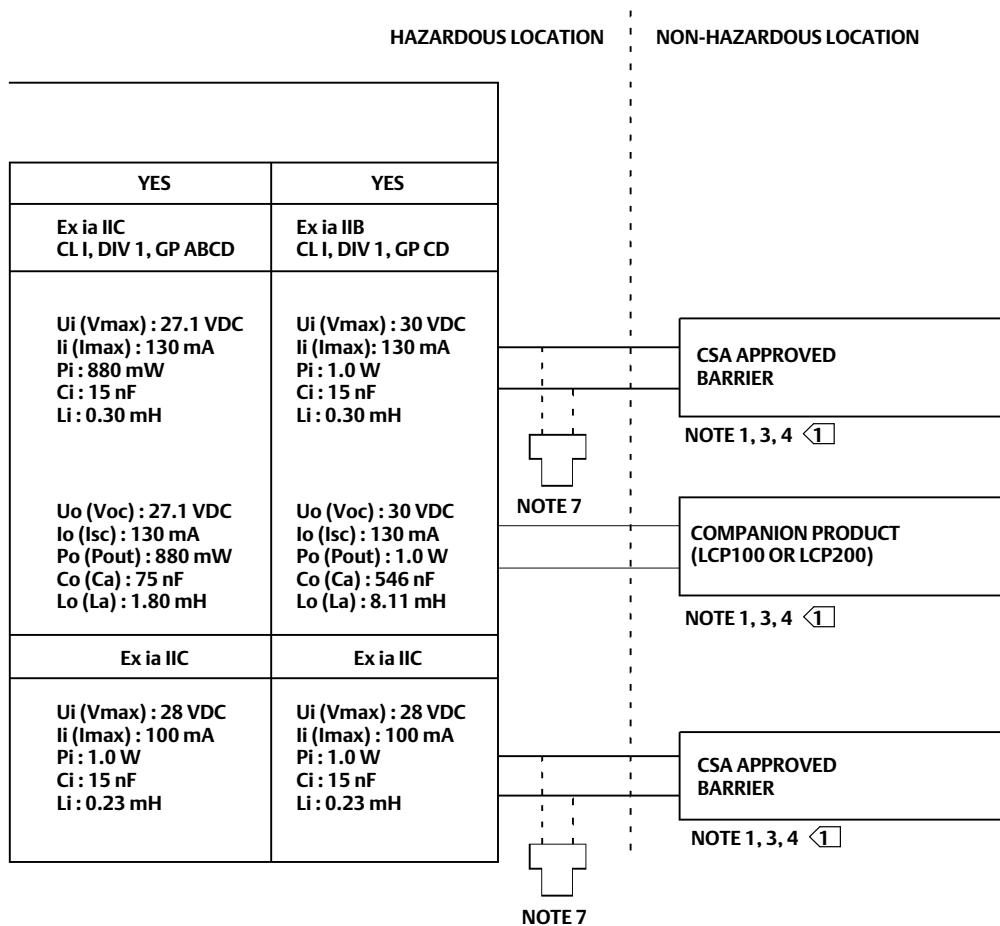 HAZARDOUS LOCATION
NON-HAZARDOUS LOCATION
YES
YES
Ex ia IIC
CL I, DIV 1, GP ABCD
Ex ia IIB
CL I, DIV 1, GP CD
Ui (Vmax) : 27.1 VDC
Ii (Imax) : 130 mA
Pi : 880 mW
Ci : 15 nF
Li : 0.30 mH
Ui (Vmax) : 30 VDC
Ii (Imax): 130 mA
Pi : 1.0 W
Ci : 15 nF
Li : 0.30 mH
CSA APPROVED
BARRIER
NOTE 1, 3, 4 1
NOTE 7
Uo (Voc) : 27.1 VDC
Io (Isc) : 130 mA
Po (Pout) : 880 mW
Co (Ca) : 75 nF
Lo (La) : 1.80 mH
Uo (Voc) : 30 VDC
Io (Isc) : 130 mA
Po (Pout) : 1.0 W
Co (Ca) : 546 nF
Lo (La) : 8.11 mH
COMPANION PRODUCT
(LCP100 OR LCP200)
NOTE 1, 3, 4 1
Ex ia IIC
Ex ia IIC
Ui (Vmax) : 28 VDC
Ii (Imax) : 100 mA
Pi : 1.0 W
Ci : 15 nF
Li : 0.23 mH
Ui (Vmax) : 28 VDC
Ii (Imax) : 100 mA
Pi : 1.0 W
Ci : 15 nF
Li : 0.23 mH
CSA APPROVED
BARRIER
NOTE 1, 3, 4 1
NOTE 7